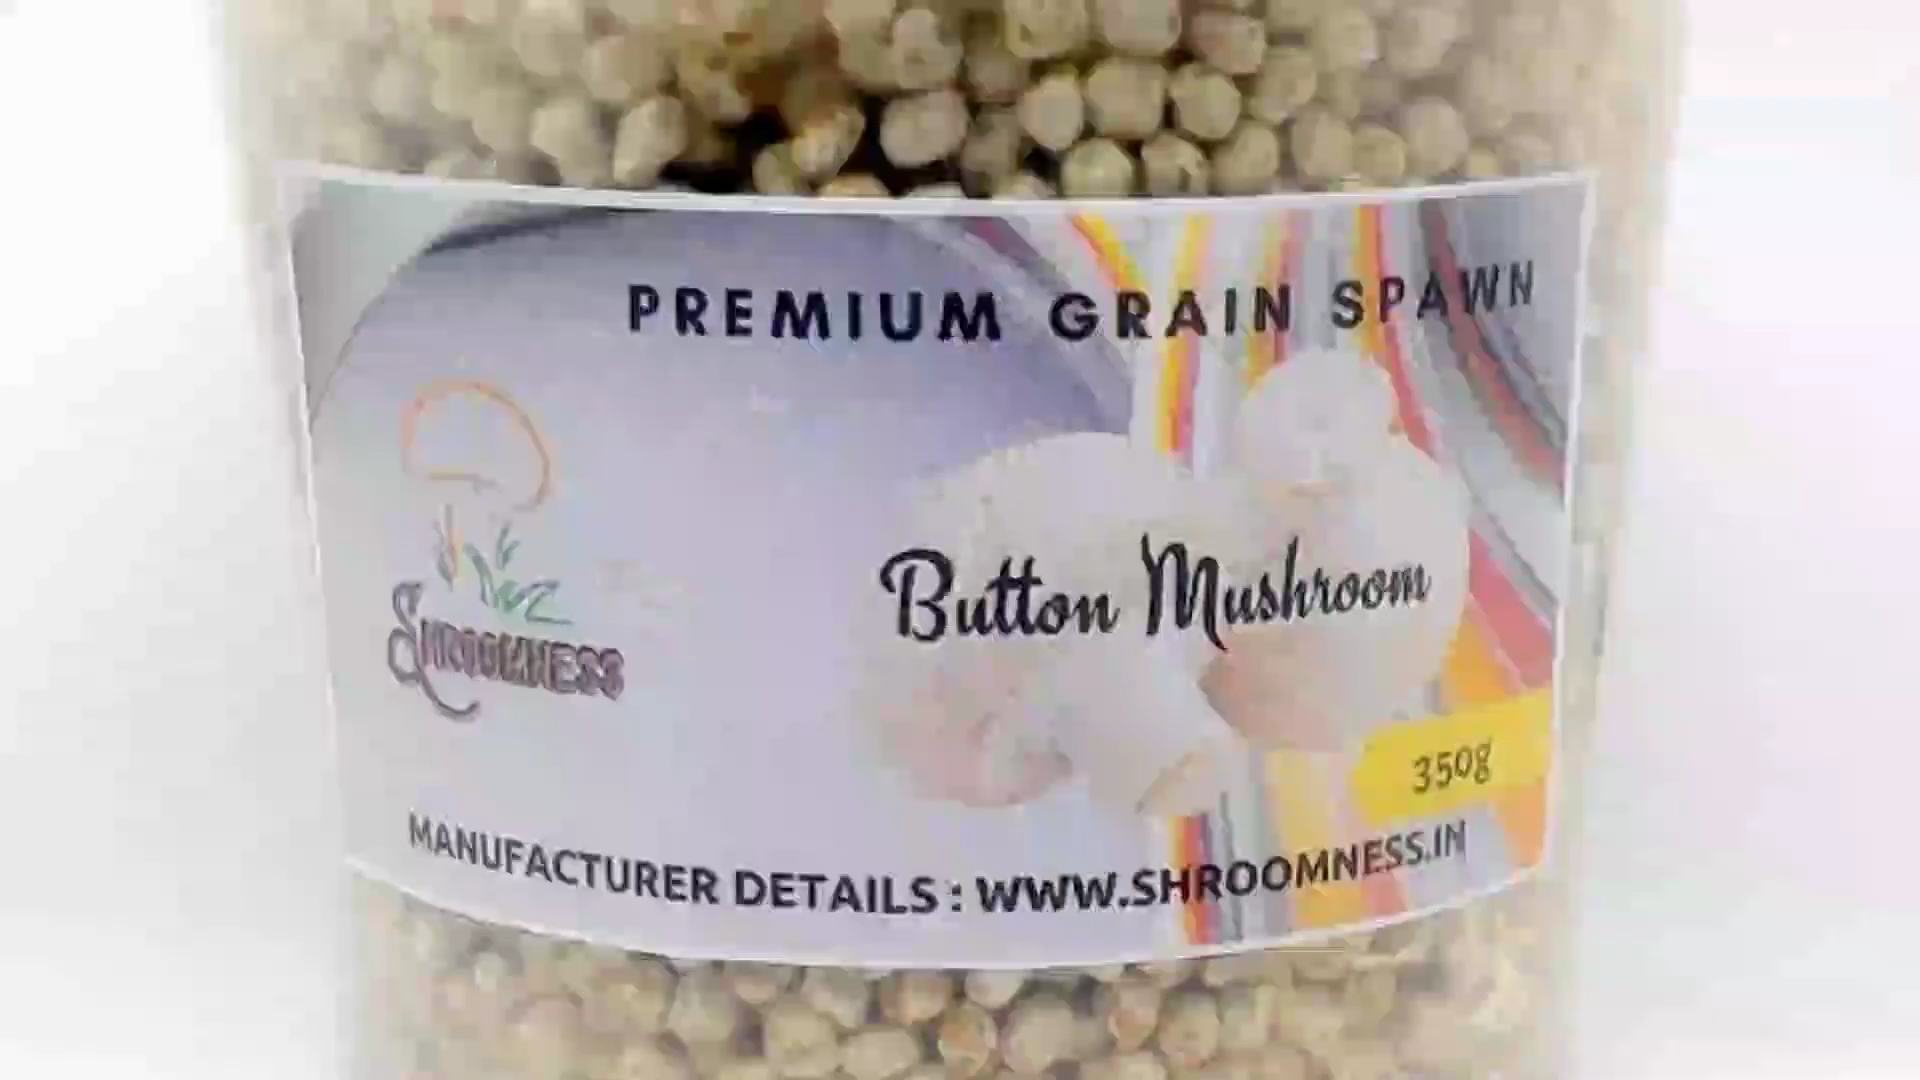 PREMIUM GRAIN SPAWN
SHROOMNESS
Button Mushroom
350g
MANUFACTURER DETAILS : WWW.SHROOMNESS.IN